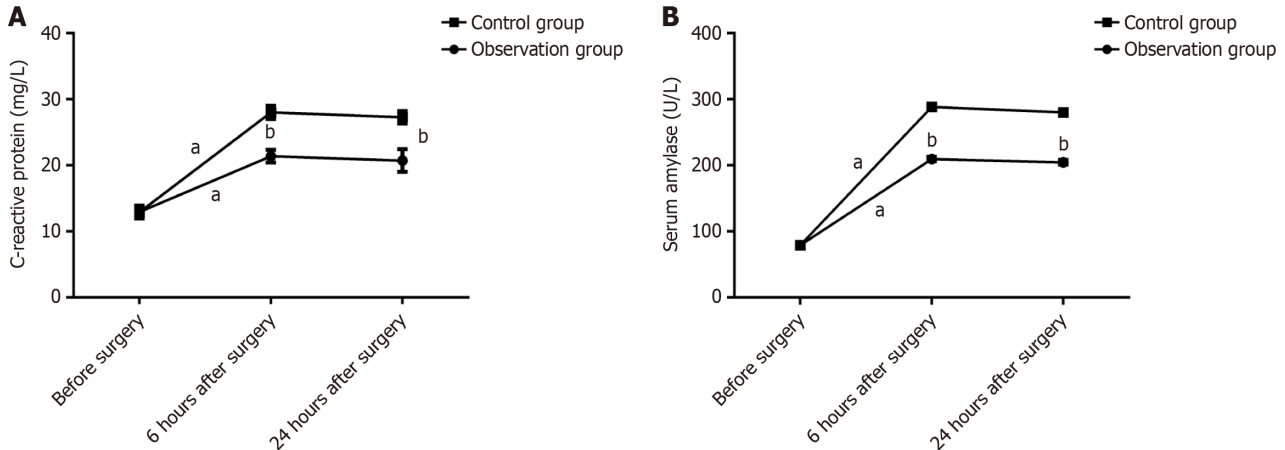 A
Control group
Observation group
C-reactive protein (mg/L)
40
30
20
10
0
a
a
b
b
Before surgery
6 hours after surgery
24 hours after surgery
B
Control group
Observation group
Serum amylase (U/L)
400
300
200
100
0
a
a
b
b
Before surgery
6 hours after surgery
24 hours after surgery